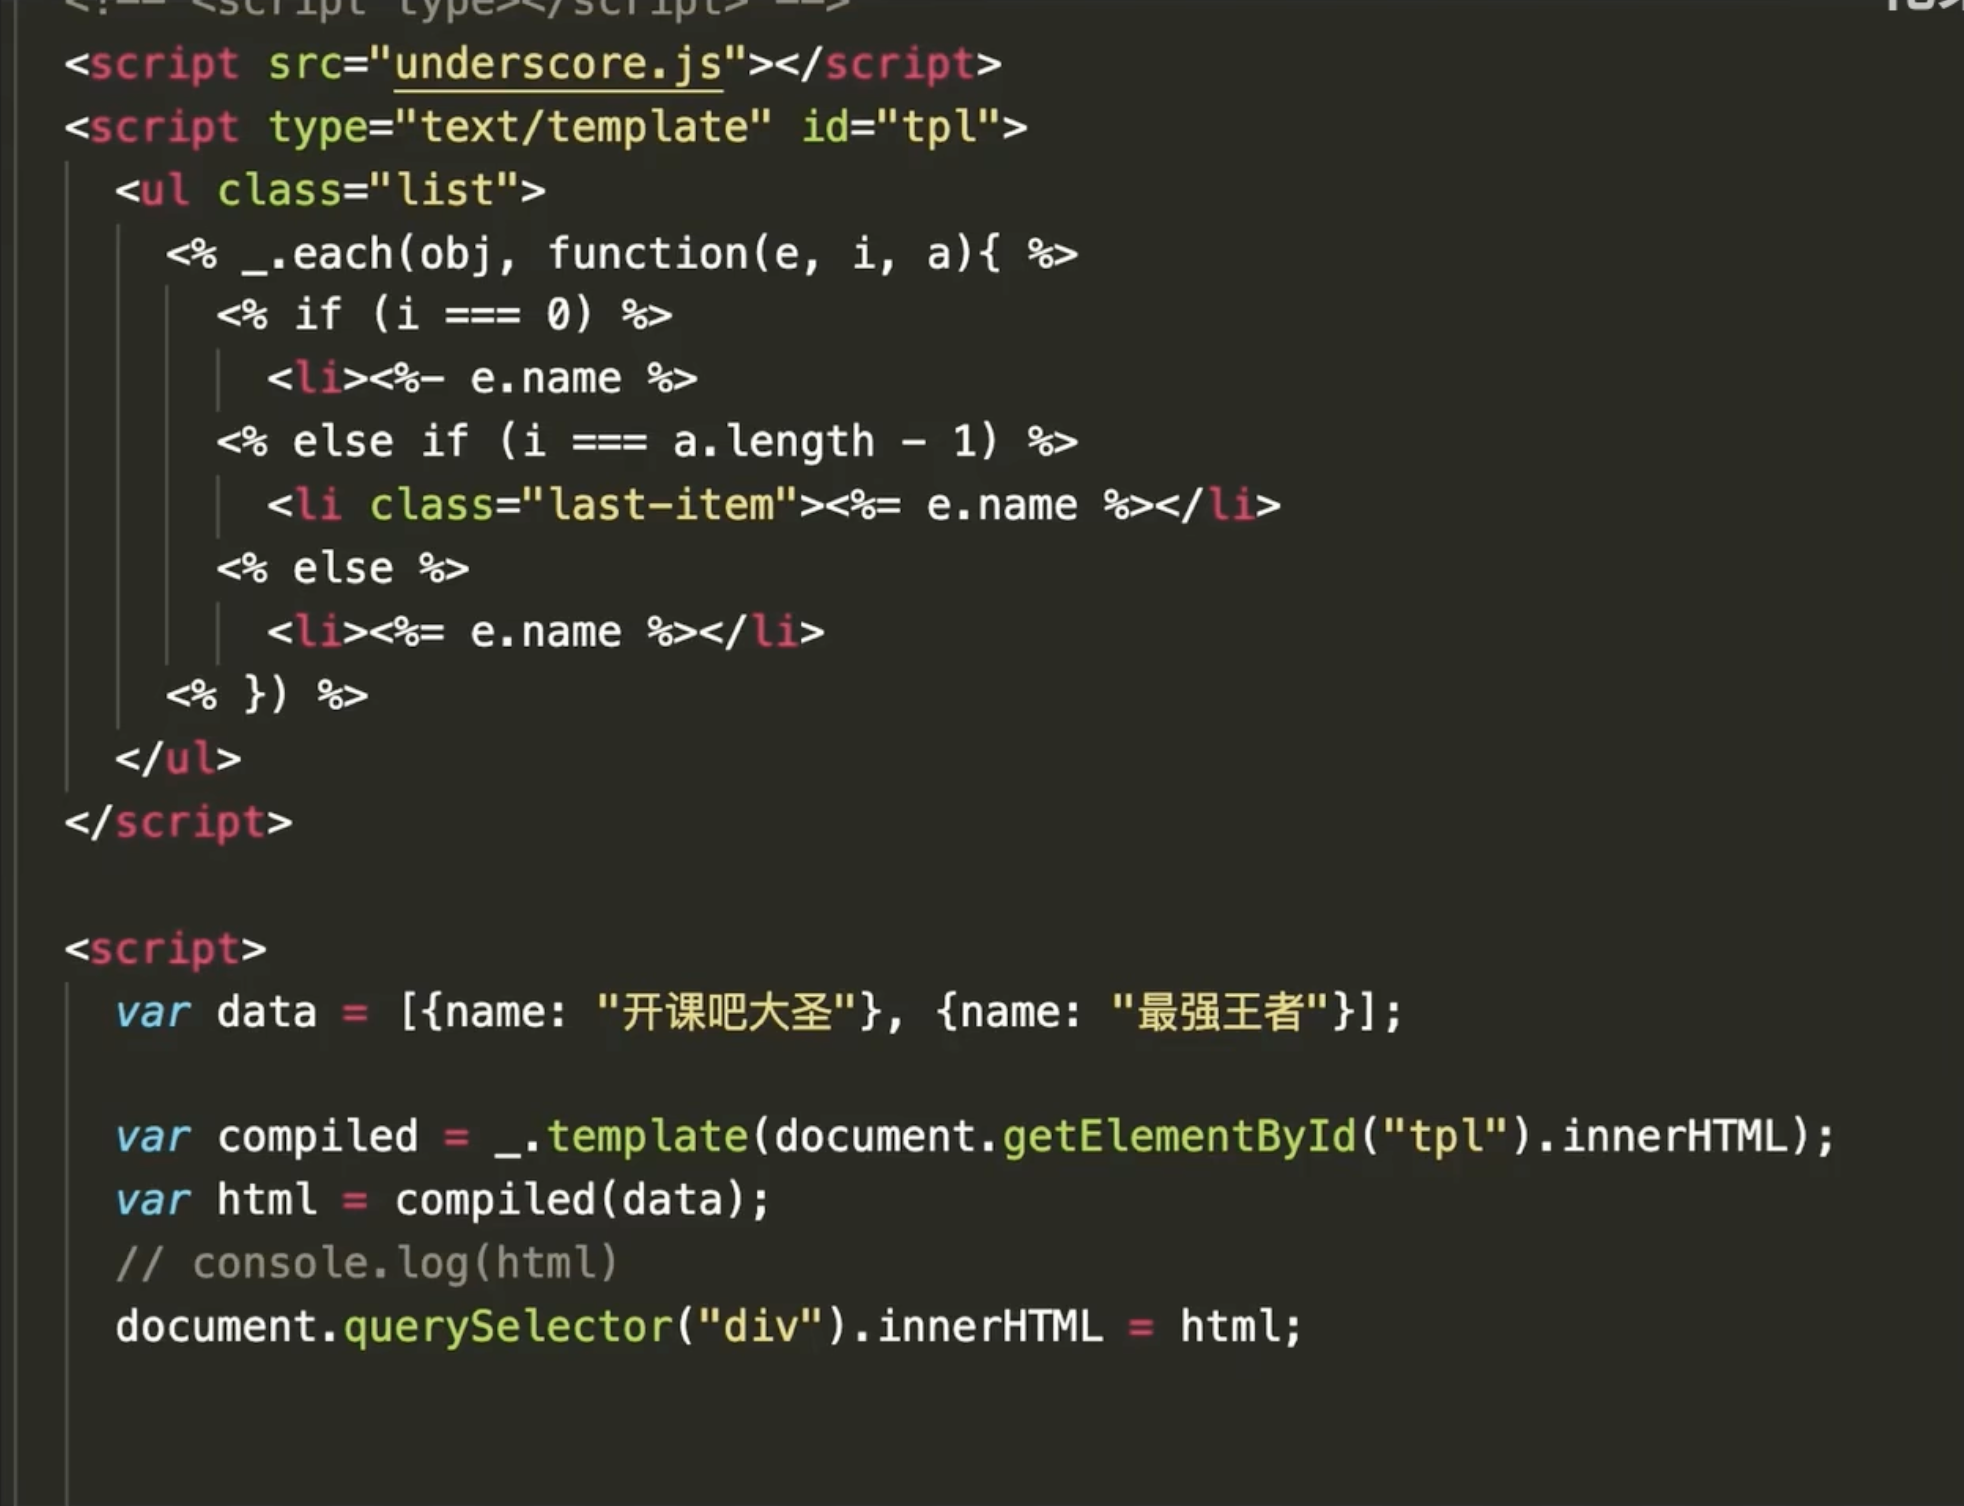 <!-- <script type></script> -->
<script src="underscore.js"></script>
<script type="text/template" id="tpl">
<ul class="list">
<% _.each(obj, function(e, i, a){ %>
<% if (i === 0) %>
<li><%- e.name %>
<% else if (i === a.length - 1) %>
<li class="last-item"><%= e.name %></li>
<% else %>
<li><%= e.name %></li>
<% }) %>
</ul>
</script>
<script>
var data = [{name: "开课吧大圣"}, {name: "最强王者"}];
var compiled = _.template(document.getElementById("tpl").innerHTML);
var html = compiled(data);
// console.log(html)
document.querySelector("div").innerHTML = html;